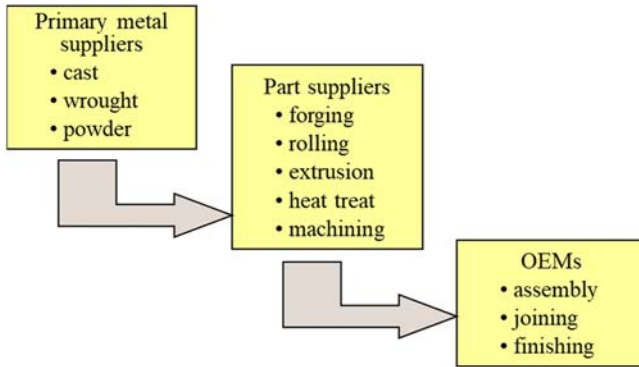 Primary metal
suppliers
• cast
• wrought
• powder
Part suppliers
• forging
• rolling
• extrusion
• heat treat
• machining
OEMs
• assembly
• joining
• finishing